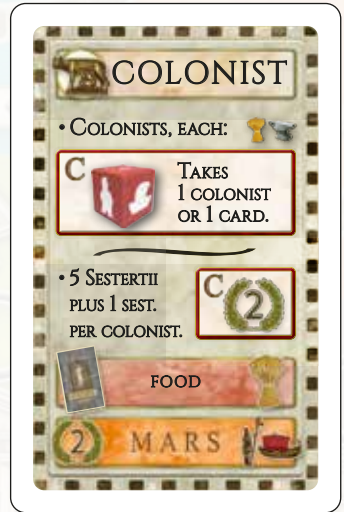 COLONIST
• COLONISTS, EACH:
C
TAKES
1 COLONIST
OR 1 CARD.
• 5 SESTERTII
PLUS 1 SEST.
PER COLONIST.
C
2
FOOD
2
MARS